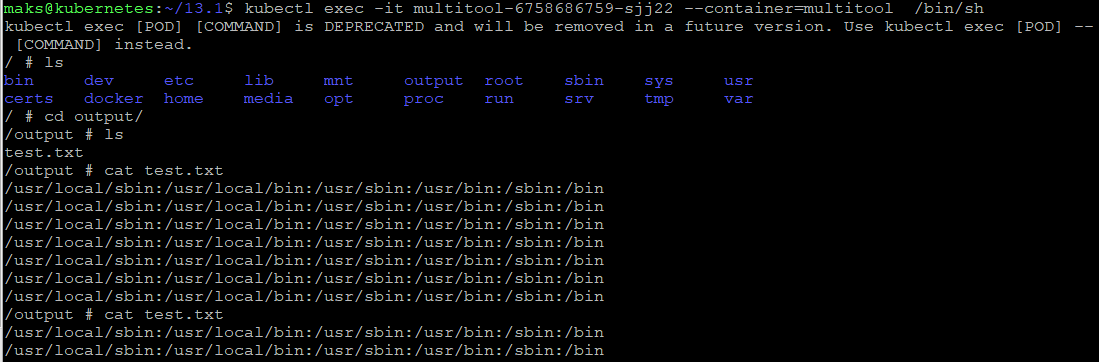 maks@kubernetes:~/13.1$ kubectl exec -it multitool-6758686759-sjj22 --container=multitool  /bin/sh
kubectl exec [POD] [COMMAND] is DEPRECATED and will be removed in a future version. Use kubectl exec [POD] --
 [COMMAND] instead.
/ # ls
bin     dev     etc     lib     mnt     output  root    sbin    sys     usr
certs   docker  home    media   opt     proc    run     srv     tmp     var
/ # cd output/
/output # ls
test.txt
/output # cat test.txt
/usr/local/sbin:/usr/local/bin:/usr/sbin:/usr/bin:/sbin:/bin
/usr/local/sbin:/usr/local/bin:/usr/sbin:/usr/bin:/sbin:/bin
/usr/local/sbin:/usr/local/bin:/usr/sbin:/usr/bin:/sbin:/bin
/usr/local/sbin:/usr/local/bin:/usr/sbin:/usr/bin:/sbin:/bin
/usr/local/sbin:/usr/local/bin:/usr/sbin:/usr/bin:/sbin:/bin
/usr/local/sbin:/usr/local/bin:/usr/sbin:/usr/bin:/sbin:/bin
/usr/local/sbin:/usr/local/bin:/usr/sbin:/usr/bin:/sbin:/bin
/output # cat test.txt
/usr/local/sbin:/usr/local/bin:/usr/sbin:/usr/bin:/sbin:/bin
/usr/local/sbin:/usr/local/bin:/usr/sbin:/usr/bin:/sbin:/bin